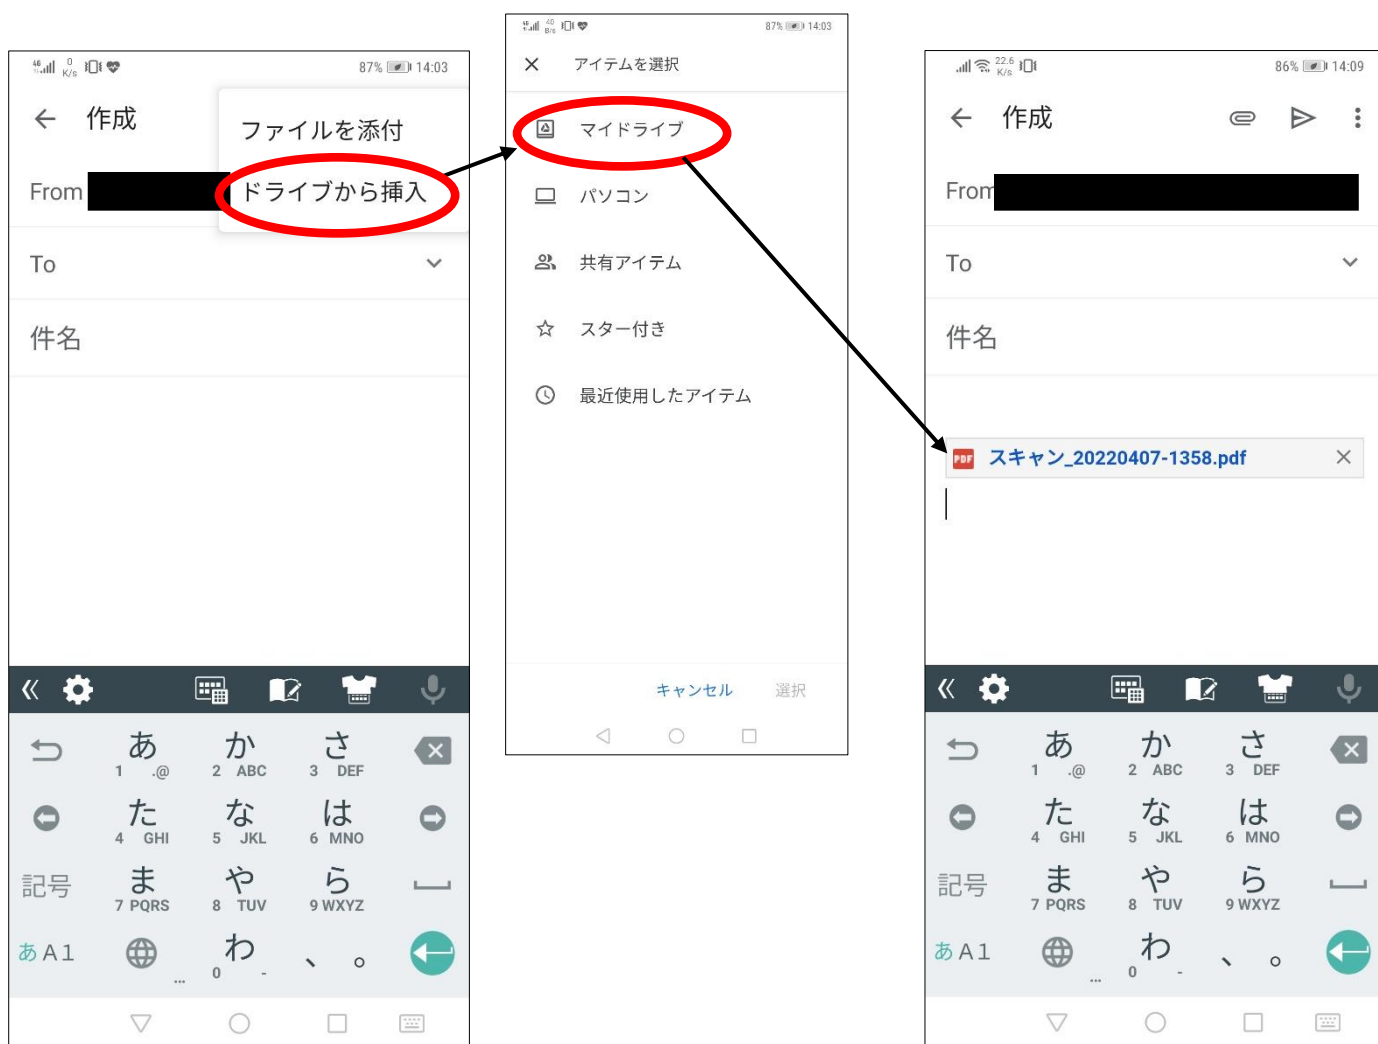 46 0 K/s 87% 14:03
作成
ファイルを添付
From
ドライブから挿入
To
件名
あ か さ
1 .@ 2 ABC 3 DEF
た な は
4 GHI 5 JKL 6 MNO
記号 ま や ら
7 PQRS 8 TUV 9 WXYZ
あA1 わ 、 。
0 - ...
40 B/s 87% 14:03
アイテムを選択
マイドライブ
パソコン
共有アイテム
スター付き
最近使用したアイテム
キャンセル 選択
22.6 K/s 86% 14:09
作成
From
To
件名
PDF スキャン_20220407-1358.pdf
あ か さ
1 .@ 2 ABC 3 DEF
た な は
4 GHI 5 JKL 6 MNO
記号 ま や ら
7 PQRS 8 TUV 9 WXYZ
あA1 わ 、 。
0 - ...